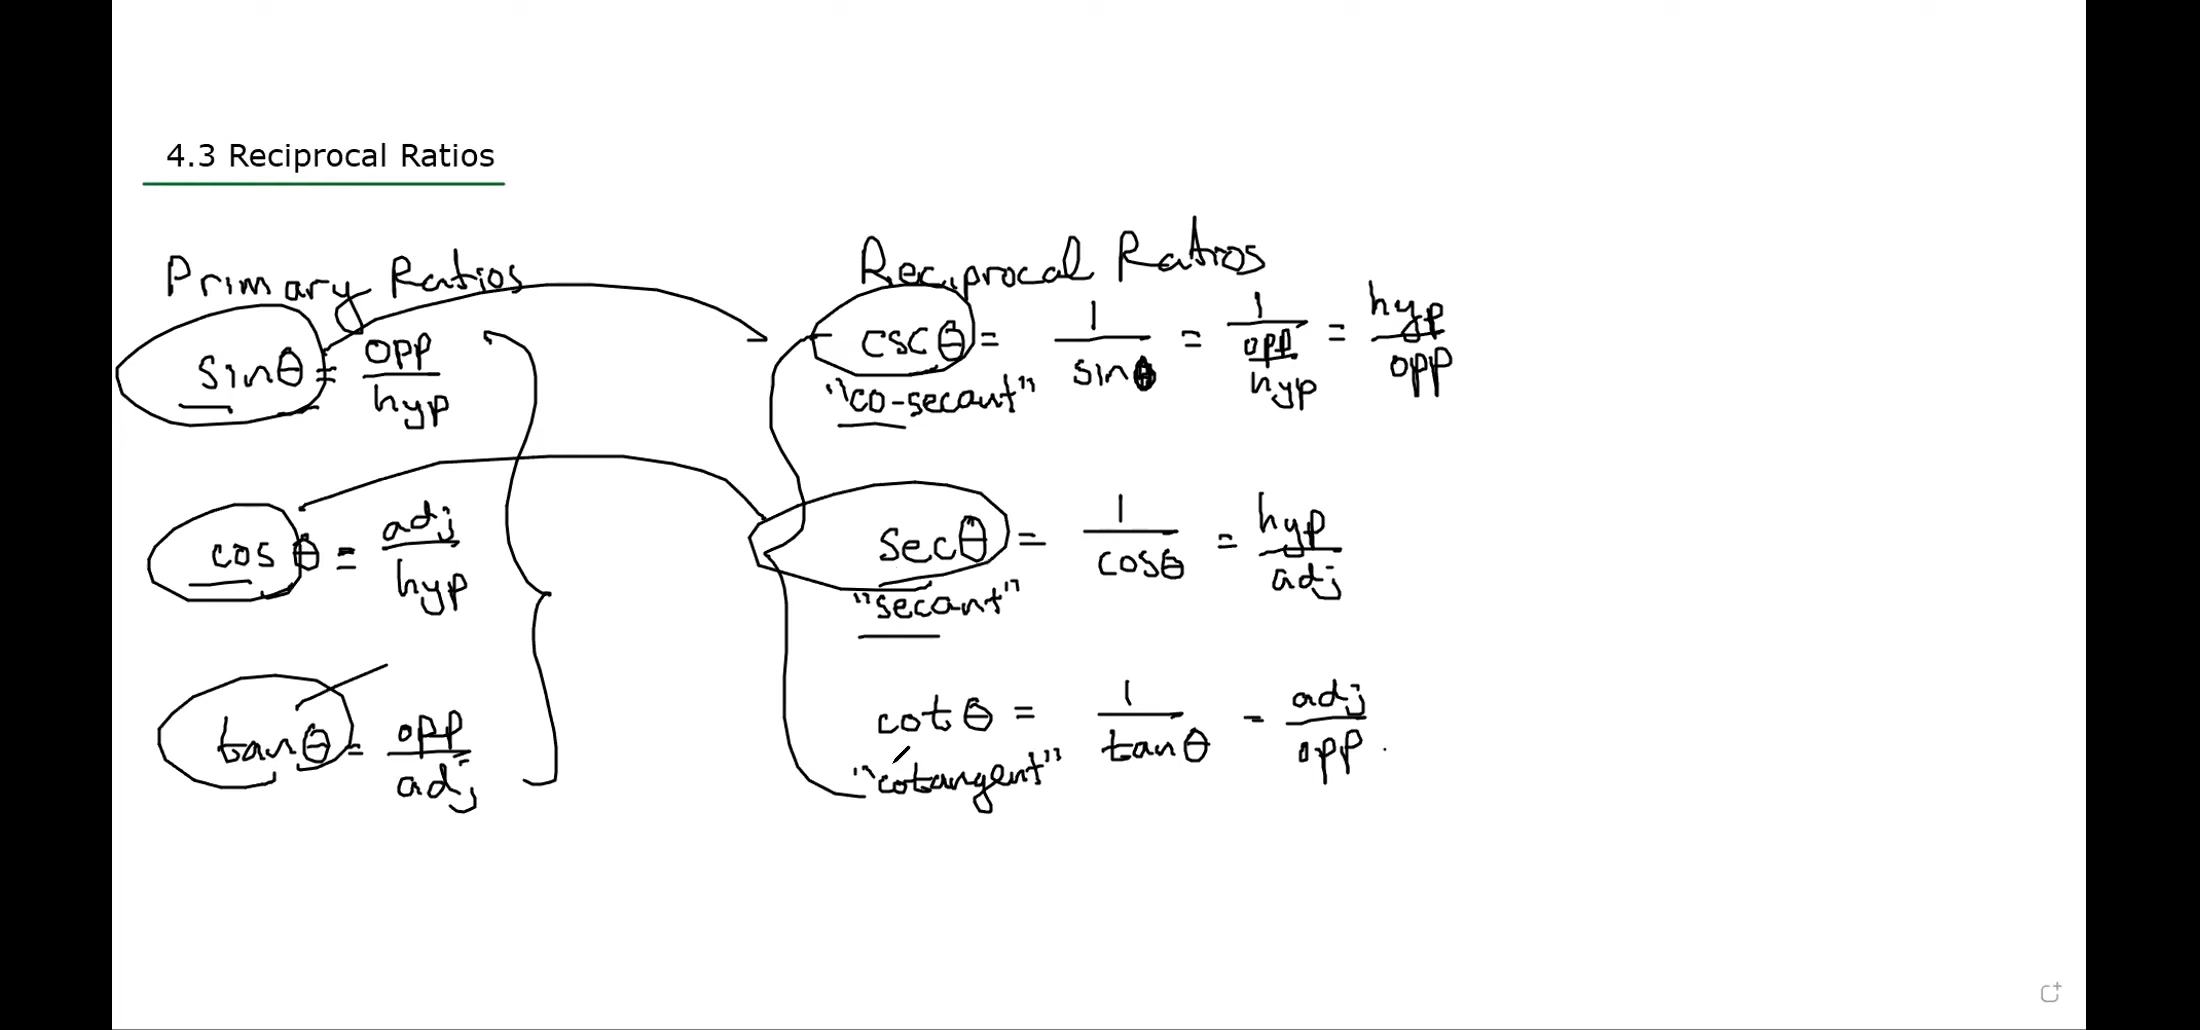 4.3 Reciprocal Ratios
Primary Ratios
sinθ = opp/hyp
cosθ = adj/hyp
tanθ = opp/adj
Reciprocal Ratios
cscθ = 1/sinθ = 1/(opp/hyp) = hyp/opp
"co-secant"
secθ = 1/cosθ = hyp/adj
"secant"
cotθ = 1/tanθ - adj/opp.
"cotangent"